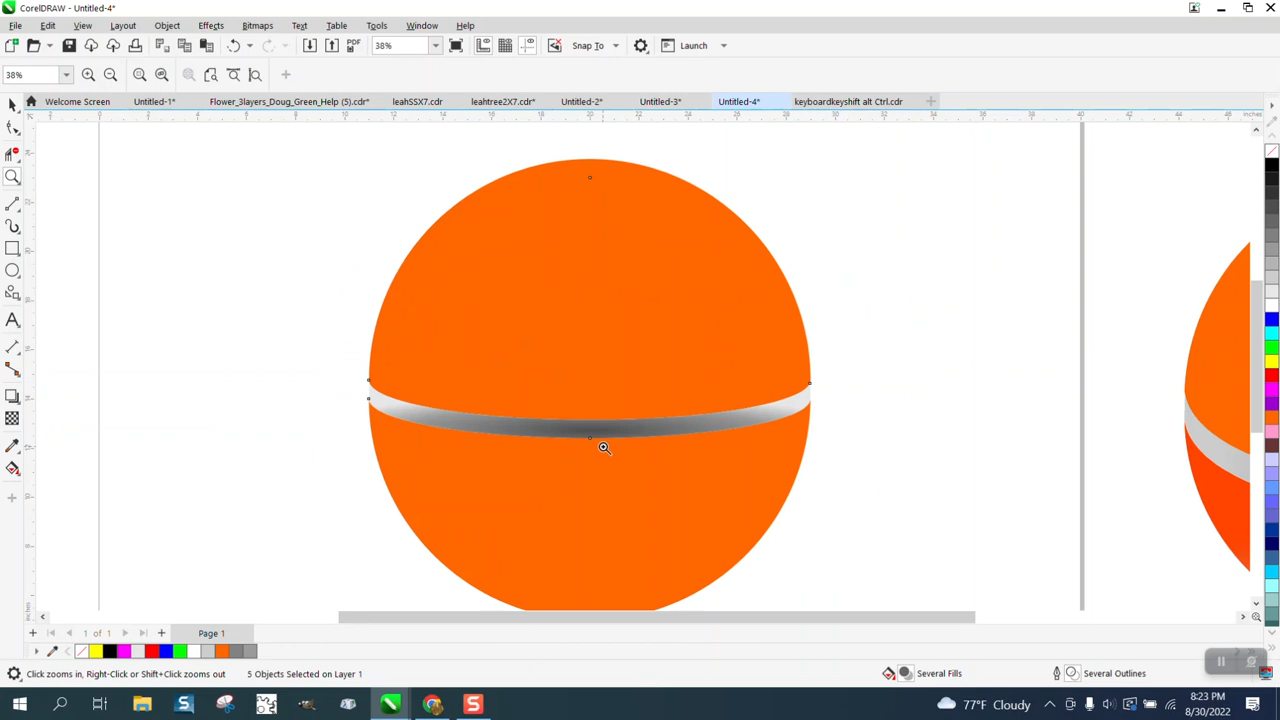 CorelDRAW - Untitled-4*
File Edit View Layout Object Effects Bitmaps Text Table Tools Window Help
PDF 38% Snap To Launch
38%
Welcome Screen Untitled-1* Flower_3layers_Doug_Green_Help (5).cdr* leahSSX7.cdr leahtree2X7.cdr* Untitled-2* Untitled-3* Untitled-4* keyboardkeyshift alt Ctrl.cdr
inches
1 of 1 Page 1
Click zooms in, Right-Click or Shift+Click zooms out 5 Objects Selected on Layer 1 Several Fills Several Outlines
77°F Cloudy 8:23 PM
8/30/2022